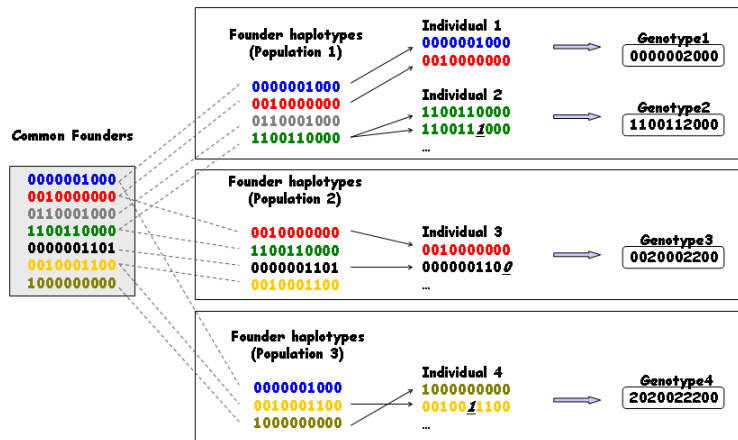 Common Founders
0000001000
0010000000
0110001000
1100110000
0000001101
0010001100
1000000000
Founder haplotypes
(Population 1)
0000001000
0010000000
0110001000
1100110000
Individual 1
0000001000
0010000000
Individual 2
1100110000
1100111000
...
Genotype1
0000002000
Genotype2
1100112000
Founder haplotypes
(Population 2)
0010000000
1100110000
0000001101
0010001100
Individual 3
0010000000
0000001100
...
Genotype3
0020002200
Founder haplotypes
(Population 3)
0000001000
0010001100
1000000000
Individual 4
1000000000
0010011100
...
Genotype4
2020022200